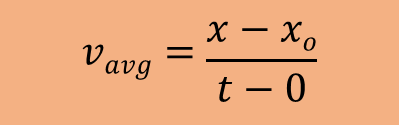 v_avg = (x − x_o)/(t − 0)